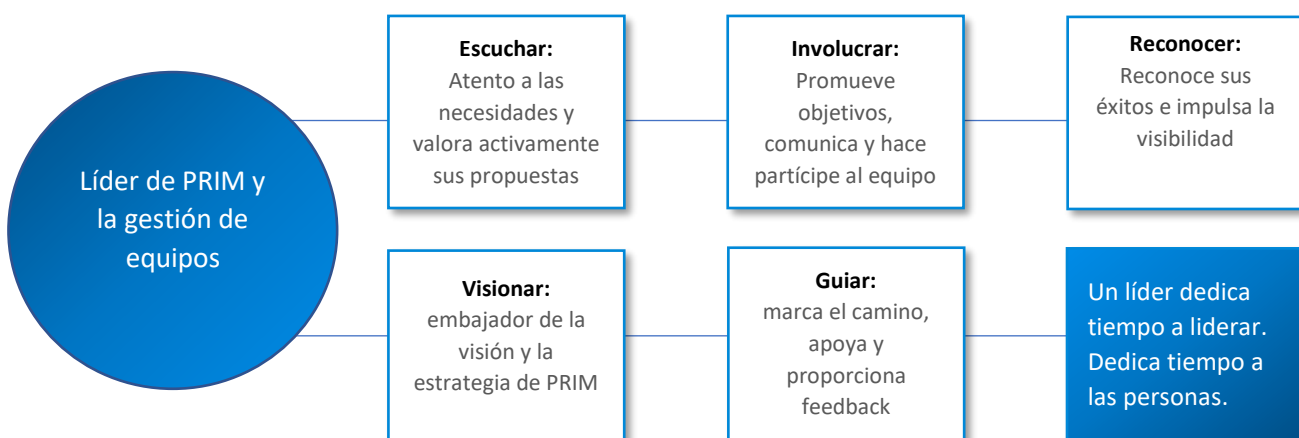 Líder de PRIM y
la gestión de
equipos
Escuchar:
Atento a las
necesidades y
valora activamente
sus propuestas
Involucrar:
Promueve
objetivos,
comunica y hace
partícipe al equipo
Reconocer:
Reconoce sus
éxitos e impulsa la
visibilidad
Visionar:
embajador de la
visión y la
estrategia de PRIM
Guiar:
marca el camino,
apoya y
proporciona
feedback
Un líder dedica
tiempo a liderar.
Dedica tiempo a
las personas.